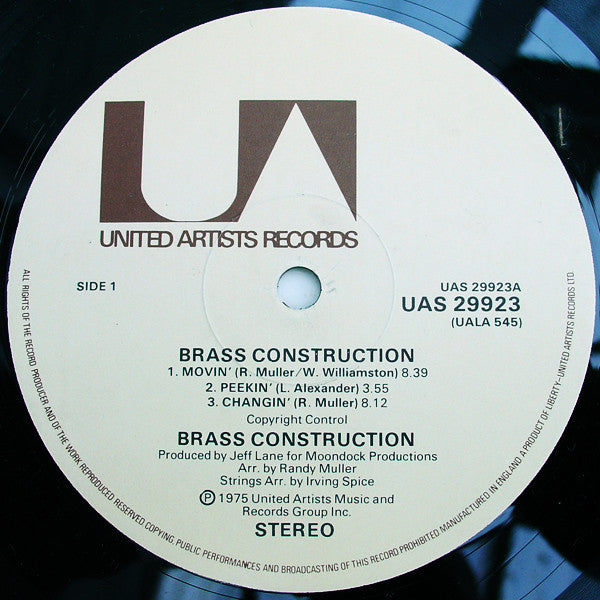 UA
UNITED ARTISTS RECORDS
SIDE 1
UAS 29923A
UAS 29923
(UALA 545)
BRASS CONSTRUCTION
1. MOVIN' (R. Muller/W. Williamston) 8.39
2. PEEKIN' (L. Alexander) 3.55
3. CHANGIN' (R. Muller) 8.12
Copyright Control
BRASS CONSTRUCTION
Produced by Jeff Lane for Moondock Productions
Arr. by Randy Muller
Strings Arr. by Irving Spice
Ⓟ 1975 United Artists Music and
Records Group Inc.
STEREO
ALL RIGHTS OF THE RECORD PRODUCER AND OF THE WORK REPRODUCED RESERVED COPYING, PUBLIC PERFORMANCES AND BROADCASTING OF THIS RECORD PROHIBITED MANUFACTURED IN ENGLAND A PRODUCT OF LIBERTY–UNITED ARTISTS RECORDS LTD.